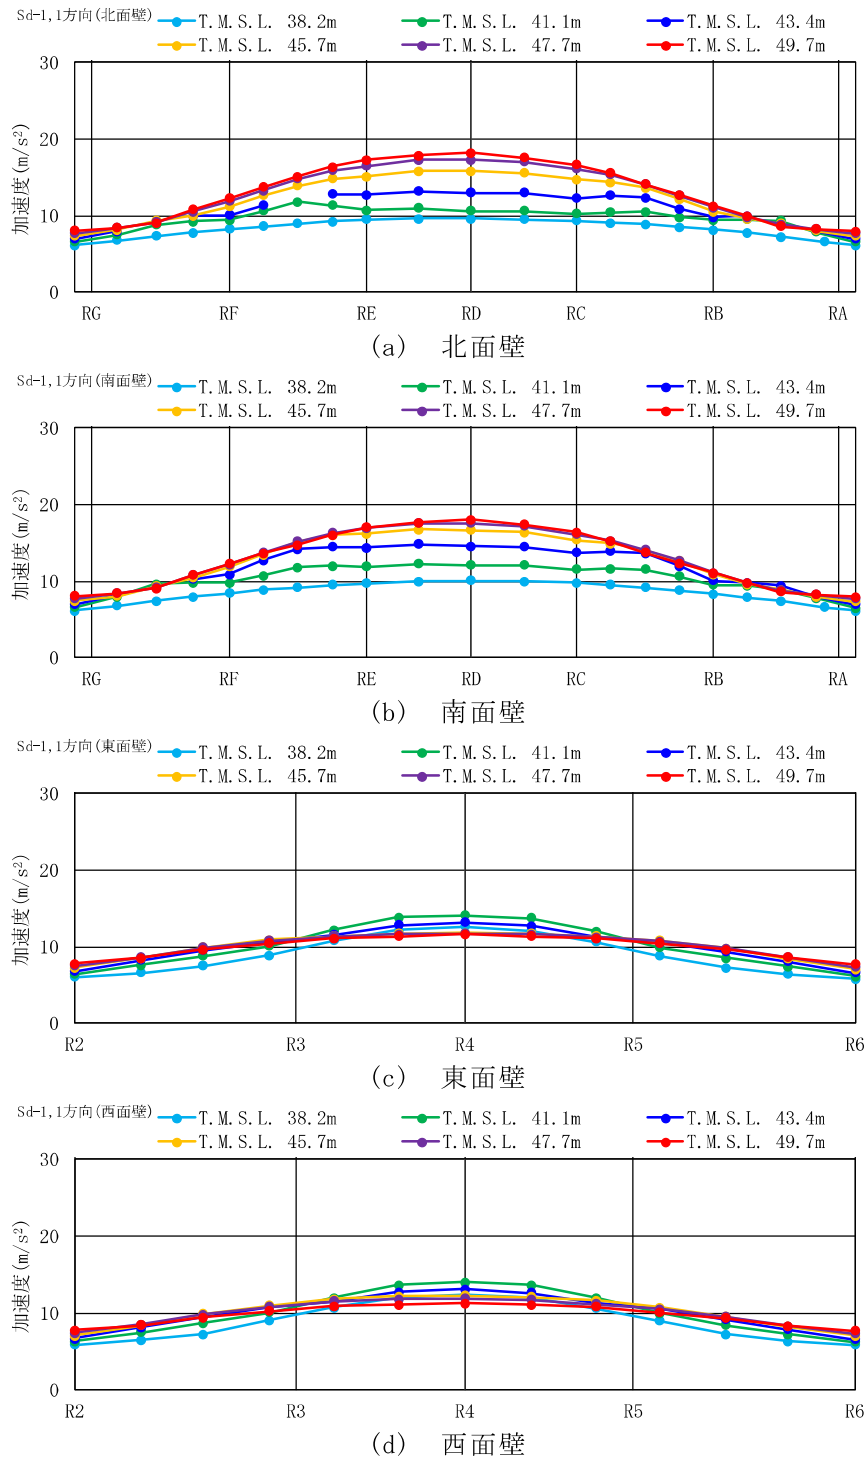 Sd-1,1方向(北面壁) T.M.S.L. 38.2m T.M.S.L. 41.1m T.M.S.L. 43.4m
T.M.S.L. 45.7m T.M.S.L. 47.7m T.M.S.L. 49.7m
30
20
10
0
加速度(m/s²)
RG RF RE RD RC RB RA
(a) 北面壁
Sd-1,1方向(南面壁) T.M.S.L. 38.2m T.M.S.L. 41.1m T.M.S.L. 43.4m
T.M.S.L. 45.7m T.M.S.L. 47.7m T.M.S.L. 49.7m
30
20
10
0
加速度(m/s²)
RG RF RE RD RC RB RA
(b) 南面壁
Sd-1,1方向(東面壁) T.M.S.L. 38.2m T.M.S.L. 41.1m T.M.S.L. 43.4m
T.M.S.L. 45.7m T.M.S.L. 47.7m T.M.S.L. 49.7m
30
20
10
0
加速度(m/s²)
R2 R3 R4 R5 R6
(c) 東面壁
Sd-1,1方向(西面壁) T.M.S.L. 38.2m T.M.S.L. 41.1m T.M.S.L. 43.4m
T.M.S.L. 45.7m T.M.S.L. 47.7m T.M.S.L. 49.7m
30
20
10
0
加速度(m/s²)
R2 R3 R4 R5 R6
(d) 西面壁